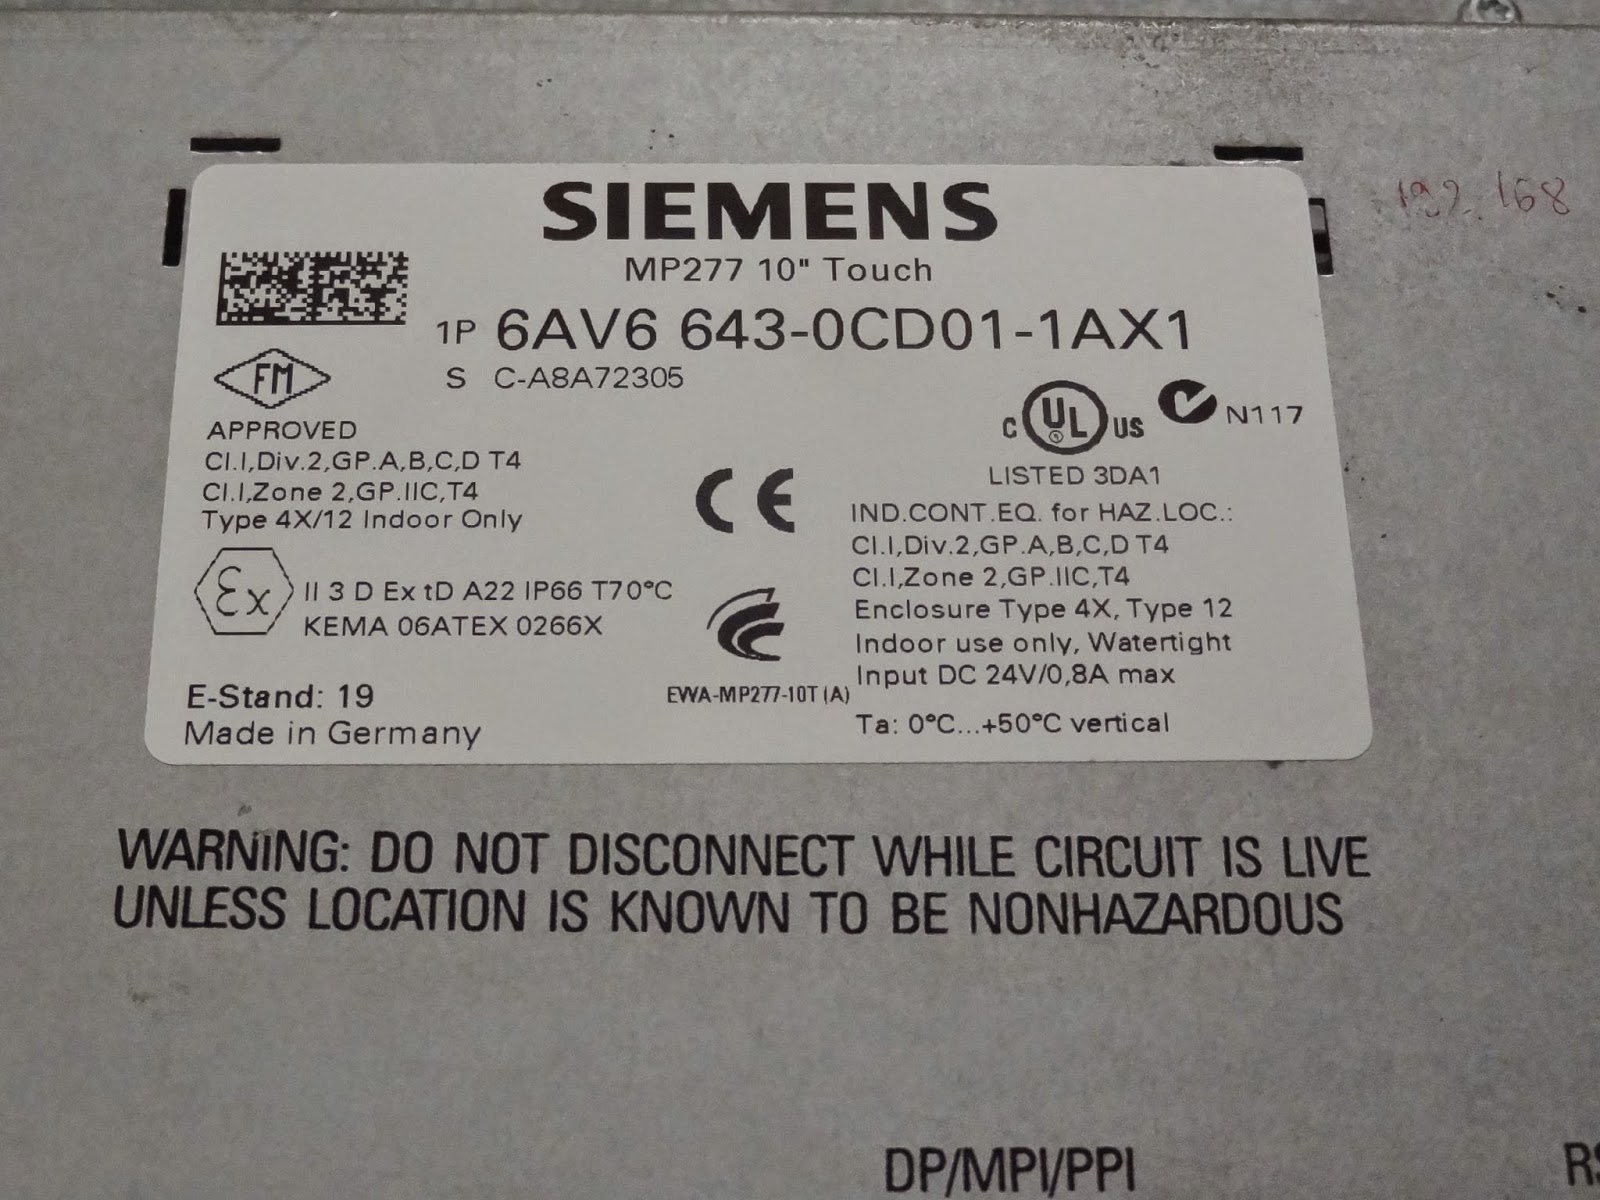 SIEMENS
MP277 10" Touch
1P 6AV6 643-0CD01-1AX1
S C-A8A72305
192.168
FM
APPROVED
Cl.I,Div.2,GP.A,B,C,D T4
Cl.I,Zone 2,GP.IIC,T4
Type 4X/12 Indoor Only
Ex II 3 D Ex tD A22 IP66 T70°C
KEMA 06ATEX 0266X
E-Stand: 19
Made in Germany
CE
EWA-MP277-10T (A)
C UL US N117
LISTED 3DA1
IND.CONT.EQ. for HAZ.LOC.:
Cl.I,Div.2,GP.A,B,C,D T4
Cl.I,Zone 2,GP.IIC,T4
Enclosure Type 4X, Type 12
Indoor use only, Watertight
Input DC 24V/0,8A max
Ta: 0°C...+50°C vertical
WARNING: DO NOT DISCONNECT WHILE CIRCUIT IS LIVE
UNLESS LOCATION IS KNOWN TO BE NONHAZARDOUS
DP/MPI/PPI